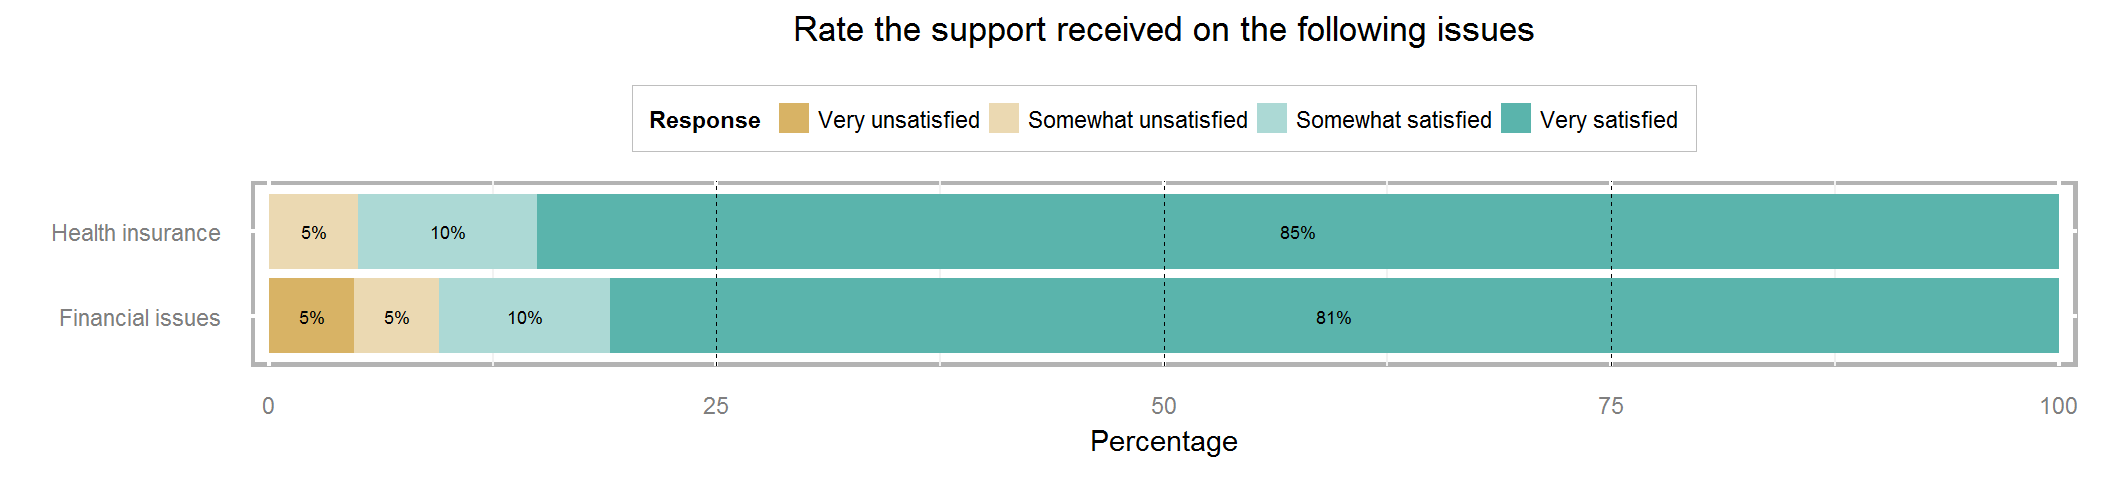 Rate the support received on the following issues
Response Very unsatisfied Somewhat unsatisfied Somewhat satisfied Very satisfied
Health insurance 5% 10% 85%
Financial issues 5% 5% 10% 81%
0 25 50 75 100
Percentage